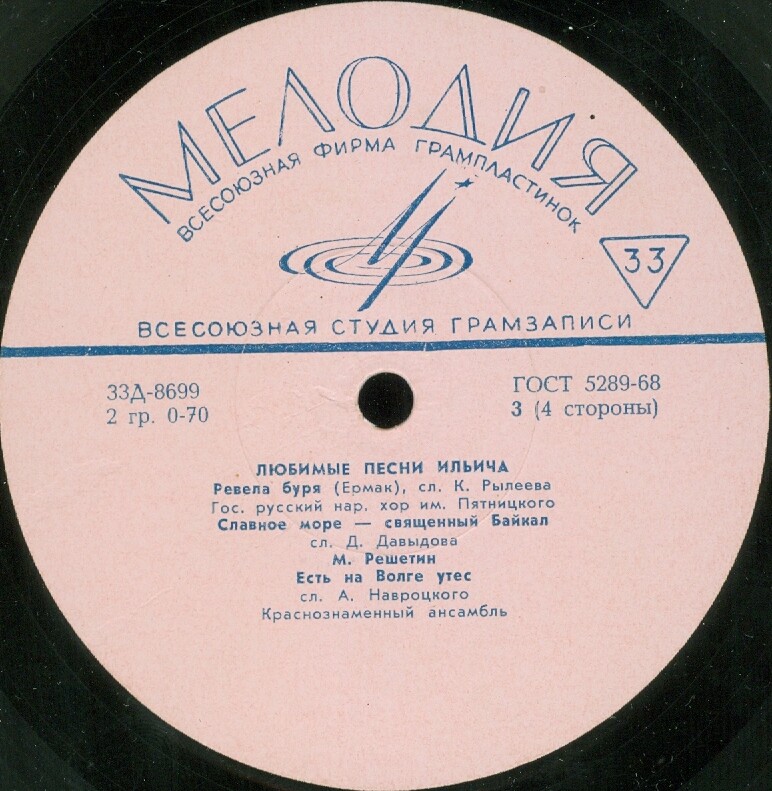 МЕЛОДИЯ
ВСЕСОЮЗНАЯ ФИРМА ГРАМПЛАСТИНОК
33
ВСЕСОЮЗНАЯ СТУДИЯ ГРАМЗАПИСИ
33Д-8699
2 гр. 0-70
ГОСТ 5289-68
3 (4 стороны)
ЛЮБИМЫЕ ПЕСНИ ИЛЬИЧА
Ревела буря (Ермак), сл. К. Рылеева
Гос. русский нар. хор им. Пятницкого
Славное море — священный Байкал
сл. Д. Давыдова
М. Решетин
Есть на Волге утес
сл. А. Навроцкого
Краснознаменный ансамбль